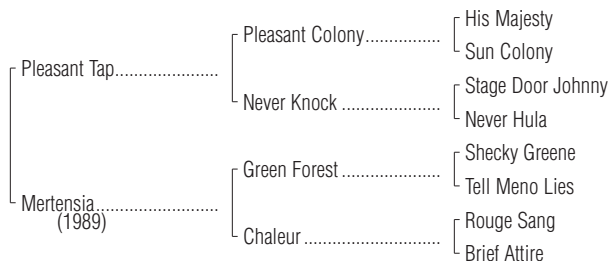 Pleasant Tap......................
Mertensia..........................
(1989)
Pleasant Colony................
Never Knock .....................
Green Forest .....................
Chaleur .............................
His Majesty
Sun Colony
Stage Door Johnny
Never Hula
Shecky Greene
Tell Meno Lies
Rouge Sang
Brief Attire